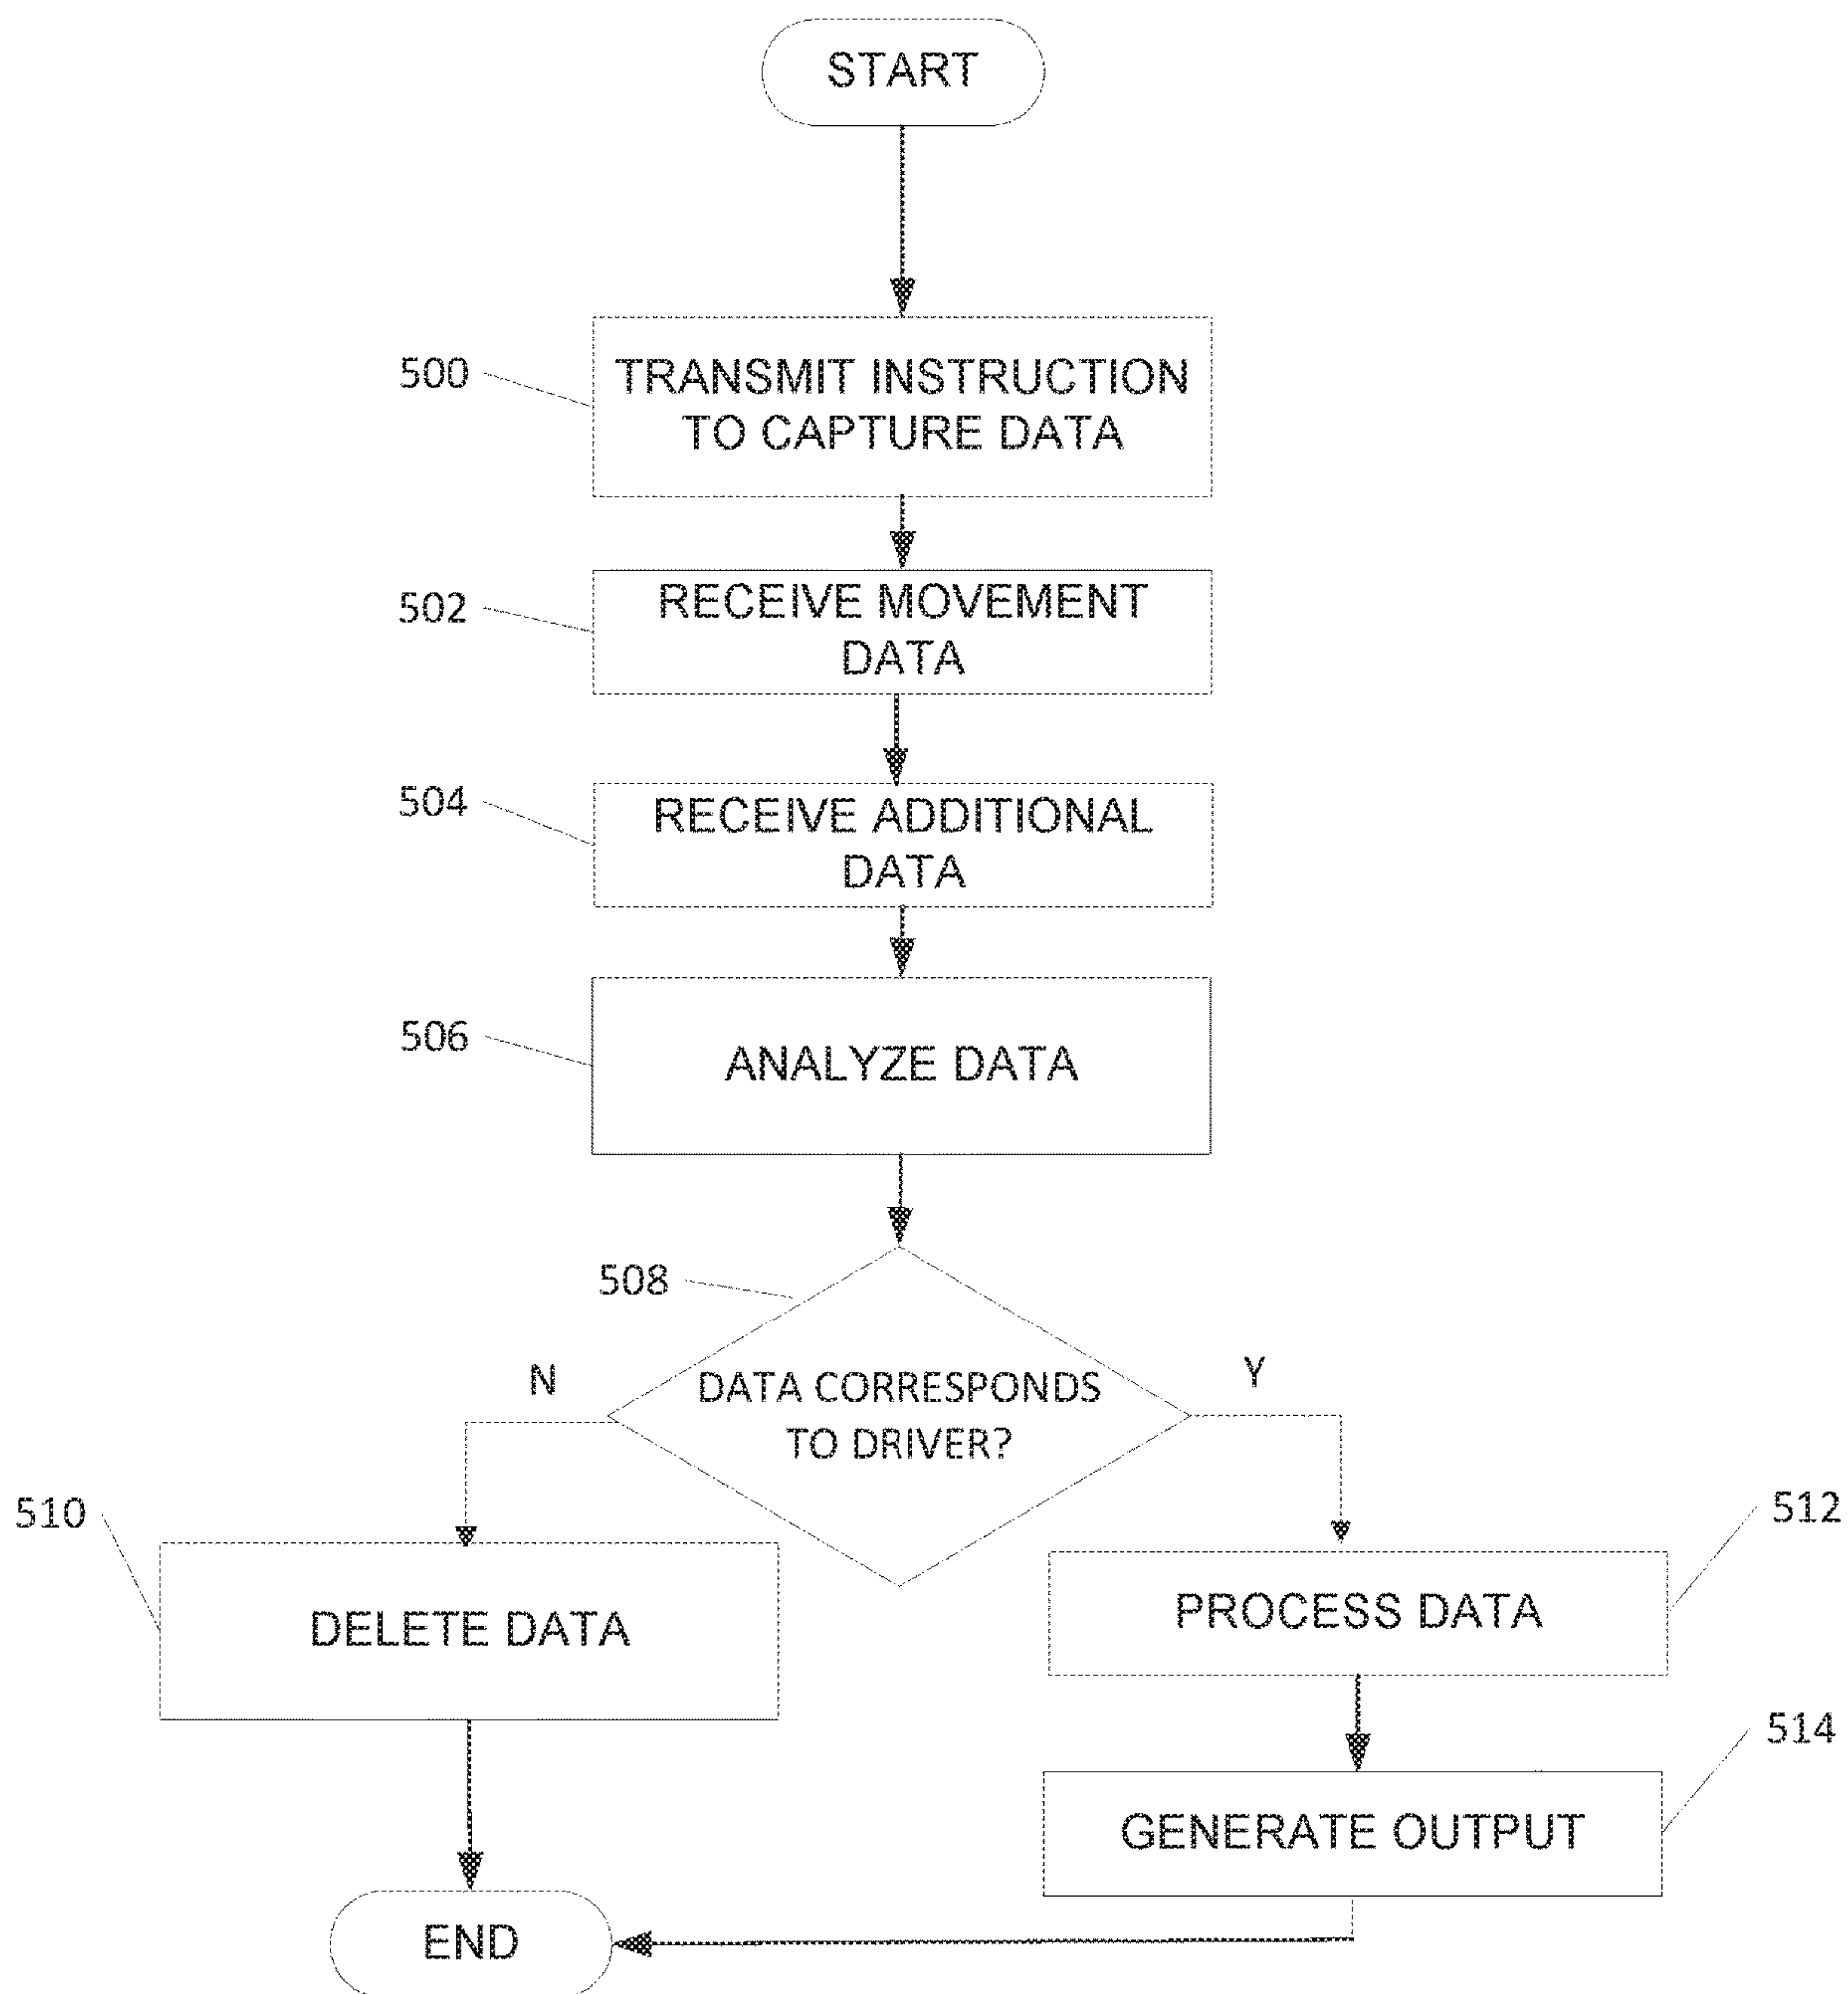 START
500
TRANSMIT INSTRUCTION
TO CAPTURE DATA
502
RECEIVE MOVEMENT
DATA
504
RECEIVE ADDITIONAL
DATA
506
ANALYZE DATA
508
N
DATA CORRESPONDS
TO DRIVER?
Y
510
DELETE DATA
512
PROCESS DATA
514
GENERATE OUTPUT
END